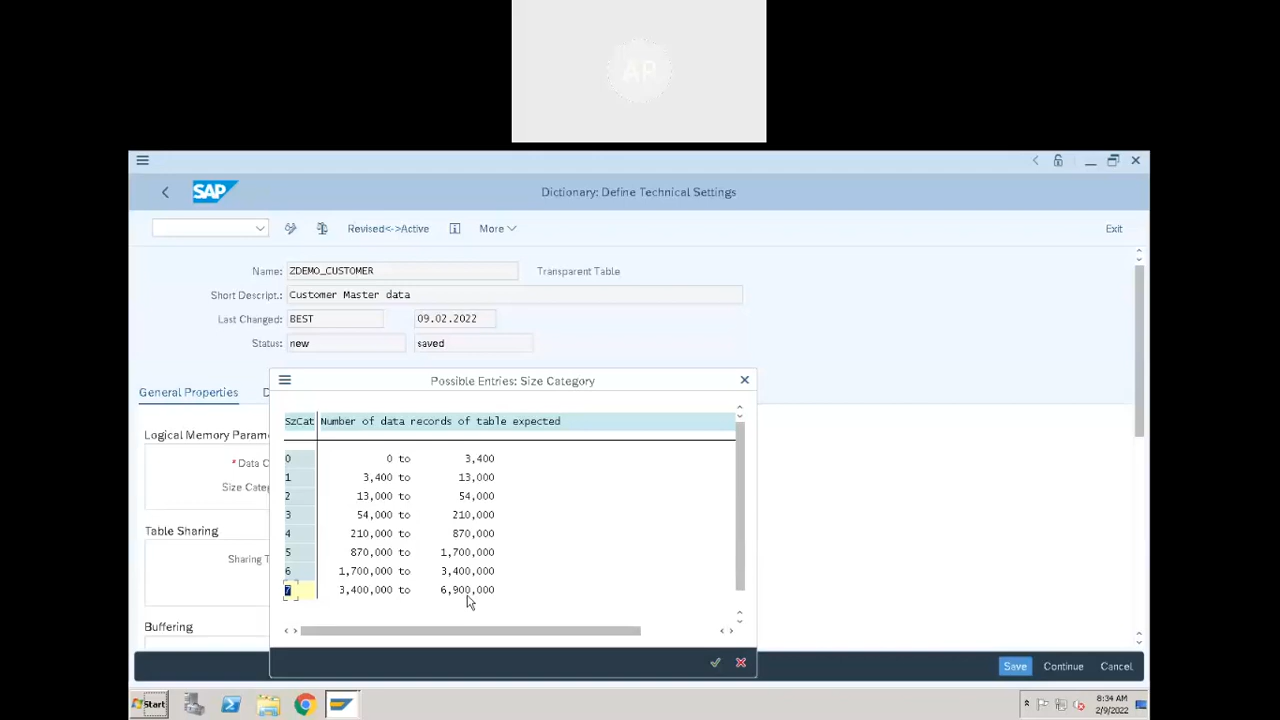 AR
SAP
Dictionary: Define Technical Settings
Revised<->Active
More
Exit
Name: ZDEMO_CUSTOMER Transparent Table
Short Descript.: Customer Master data
Last Changed: BEST 09.02.2022
Status: new saved
Possible Entries: Size Category
General Properties
SzCat Number of data records of table expected
Logical Memory Param
0 0 to 3,400
* Data C
1 3,400 to 13,000
Size Categ
2 13,000 to 54,000
3 54,000 to 210,000
Table Sharing
4 210,000 to 870,000
5 870,000 to 1,700,000
Sharing T
6 1,700,000 to 3,400,000
7 3,400,000 to 6,900,000
Buffering
Save Continue Cancel
Start
8:34 AM
2/9/2022